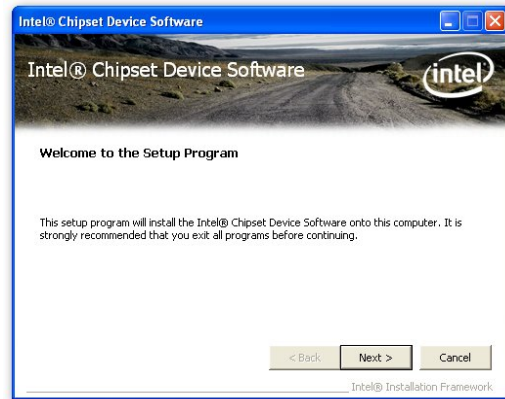 Intel® Chipset Device Software
Intel® Chipset Device Software
intel
Welcome to the Setup Program
This setup program will install the Intel® Chipset Device Software onto this computer. It is
strongly recommended that you exit all programs before continuing.
< Back Next > Cancel
Intel® Installation Framework